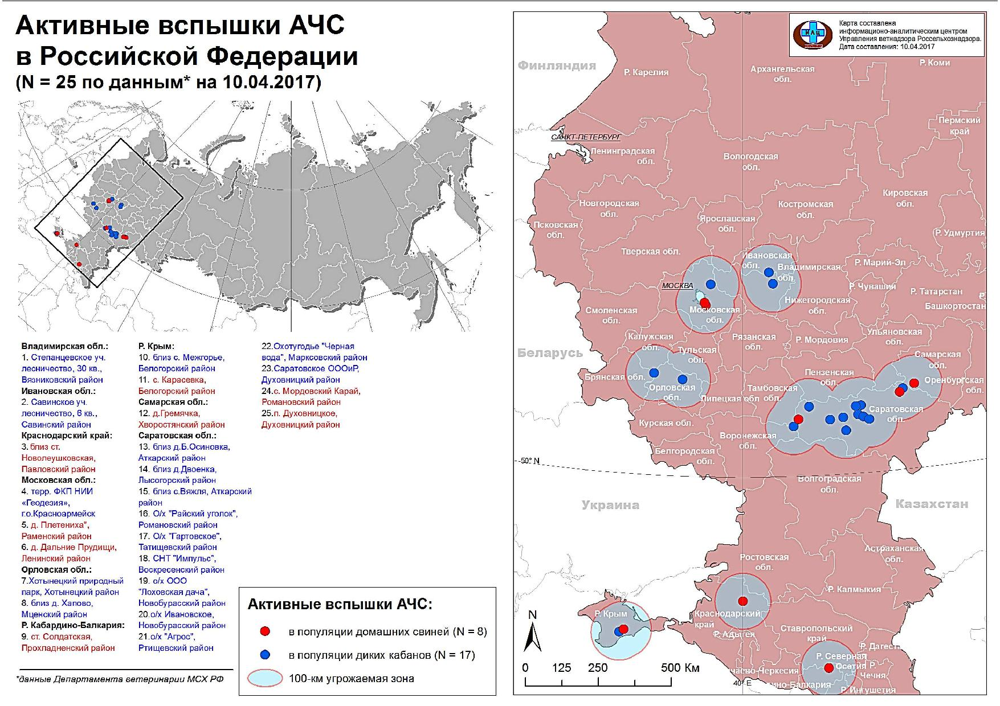 Активные вспышки АЧС
в Российской Федерации
(N = 25 по данным* на 10.04.2017)
Владимирская обл.:
1. Степанцевское уч.
лесничество, 30 кв.,
Вязниковский район
Ивановская обл.:
2. Савинское уч.
лесничество, 6 кв.,
Савинский район
Краснодарский край:
3. близ ст.
Новолеушковская,
Павловский район
Московская обл.:
4. терр. ФКП НИИ
«Геодезия»,
г.о.Красноармейск
5. д. Плетениха",
Раменский район
6. д. Дальние Прудищи,
Ленинский район
Орловская обл.:
7.Хотынецкий природный
парк, Хотынецкий район
8. близ д. Хапово,
Мценский район
Р. Кабардино-Балкария:
9. ст. Солдатская,
Прохладненский район
Р. Крым:
10. близ с. Межгорье,
Белогорский район
11. с. Карасевка,
Белогорский район
Самарская обл.:
12. д.Гремячка,
Хворостянский район
Саратовская обл.:
13. близ д.Б.Осиновка,
Аткарский район
14. близ д.Двоенка,
Лысогорский район
15. близ с.Вяжля, Аткарский
район
16. О/х "Райский уголок",
Романовский район
17. О/х "Гартовское",
Татищевский район
18. СНТ "Импульс",
Воскресенский район
19. о/х ООО
"Лоховская дача",
Новобурасский район
20.о/х Ивановское,
Новобурасский район
21.о/х "Агрос",
Ртищевский район
22.Охотугодье "Черная
вода", Марксовский район
23.Саратовское ОООиР,
Духовницкий район
24.с. Мордовский Карай,
Романовский район
25.п. Духовницкое,
Духовницкий район
*данные Департамента ветеринарии МСХ РФ
Активные вспышки АЧС:
в популяции домашних свиней (N = 8)
в популяции диких кабанов (N = 17)
100-км угрожаемая зона
ИАЦ
Карта составлена
информационо-аналитическим центром
Управления ветнадзора Россельхознадзора.
Дата составления: 10.04.2017
Финляндия
Р. Карелия
Архангельская
обл.
Р. Коми
Пермский
край
САНКТ-ПЕТЕРБУРГ
Ленинградская
обл.
Вологодская
обл.
Новгородская
обл.
Псковская
обл.
Ярославская
обл.
Костромская
обл.
Кировская
обл.
Р. Удмуртия
Тверская обл.
Ивановская
обл.
Владимирская
обл.
Р. Марий-Эл
МОСКВА
Р. Чувашия
Р. Татарстан
Р
Башкортостан
Смоленская
обл.
Московская
обл.
Нижегородская
обл.
Калужская
обл.
Тульская
обл.
Рязанская
обл.
Р. Мордовия
Ульяновская
обл.
Самарская
обл.
Беларусь
Брянская обл.
Орловская
обл.
Липецкая обл
Тамбовская
обл.
Пензенская
обл.
Оренбургская
обл.
Саратовская
обл.
Курская обл.
Белгородская
обл.
Воронежская
обл.
50° N
Волгоградская
обл.
Украина
Казахстан
Ростовская
обл.
Астраханская
обл.
Р. Калмыкия
Р. Крым
Краснодарский
край
Р. Адыгея
Ставропольский
край
Р. Дагеста
Р. Северная
Осетия
Р.
Чечня
чаево-Черкесия
ино-Балкария
Р. Ингушетия
40° E
N
0 125 250 500 Км